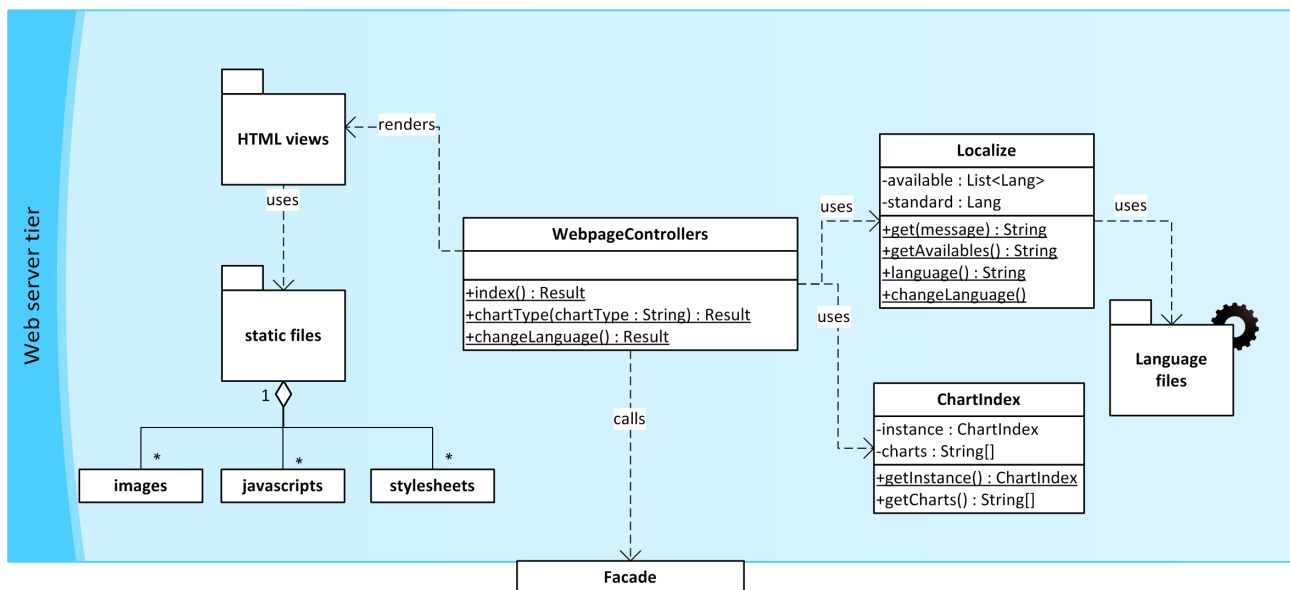 Web server tier
HTML views
renders
uses
static files
1
*
*
*
images
javascripts
stylesheets
WebpageControllers
+index() : Result
+chartType(chartType : String) : Result
+changeLanguage() : Result
calls
Facade
uses
uses
Localize
-available : List<Lang>
-standard : Lang
+get(message) : String
+getAvailables() : String
+language() : String
+changeLanguage()
uses
Language
files
ChartIndex
-instance : ChartIndex
-charts : String[]
+getInstance() : ChartIndex
+getCharts() : String[]